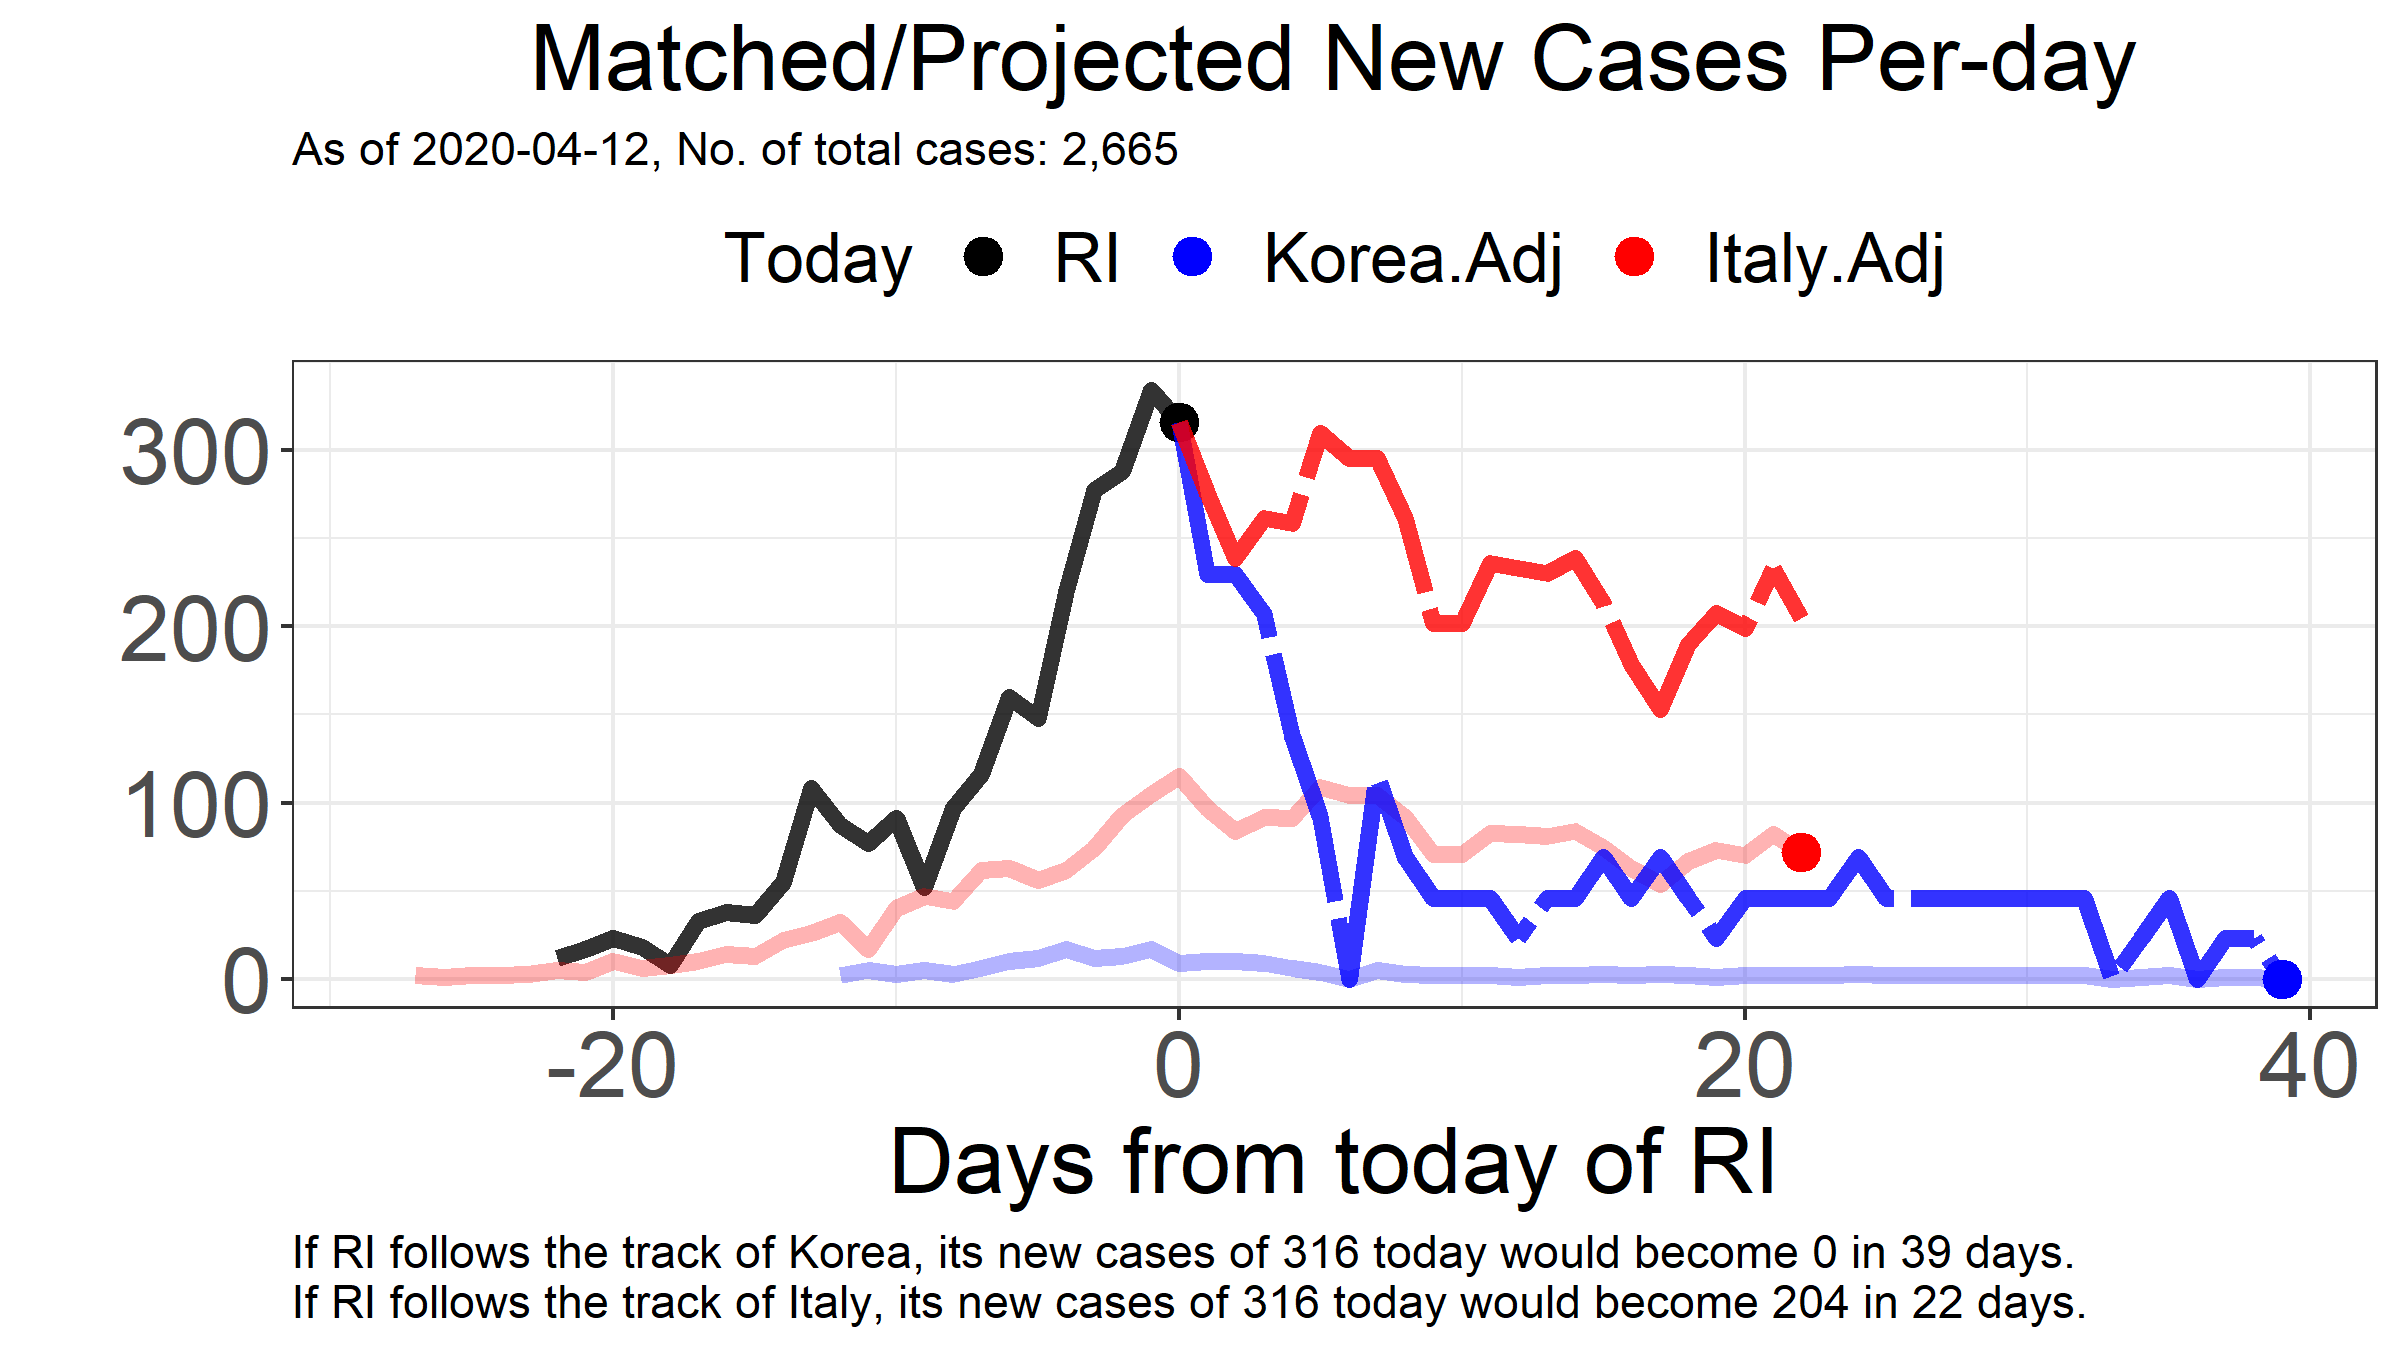 Matched/Projected New Cases Per-day
As of 2020-04-12, No. of total cases: 2,665
Today RI Korea.Adj Italy.Adj
300
200
100
0
-20 0 20 40
Days from today of RI
If RI follows the track of Korea, its new cases of 316 today would become 0 in 39 days.
If RI follows the track of Italy, its new cases of 316 today would become 204 in 22 days.